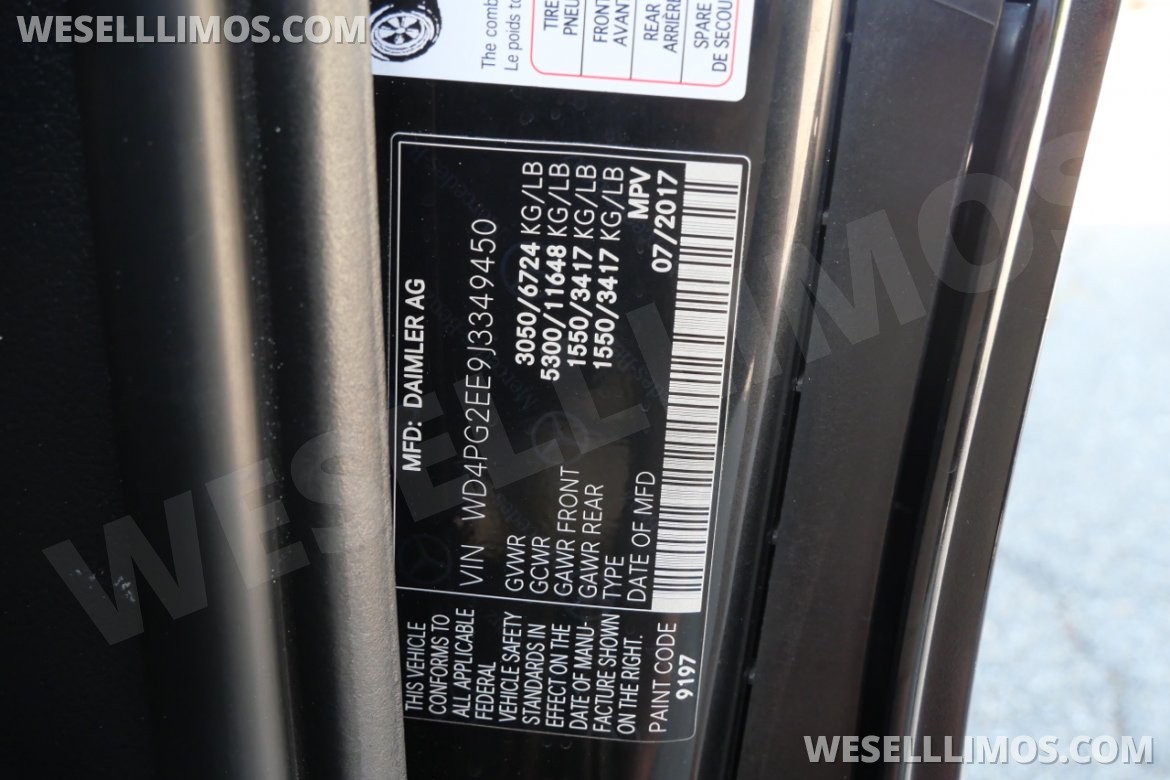 WESELLLIMOS.COM
The comb
Le poids to
TIRE
PNEU
FRONT
AVANT
REAR
ARRIÈRE
SPARE
DE SECOU
MFD: DAIMLER AG
VIN WD4PG2EE9J3349450
GVWR 3050/6724 KG/LB
GCWR 5300/11648 KG/LB
GAWR FRONT 1550/3417 KG/LB
GAWR REAR 1550/3417 KG/LB
TYPE MPV
DATE OF MFD 07/2017
THIS VEHICLE
CONFORMS TO
ALL APPLICABLE
FEDERAL
VEHICLE SAFETY
STANDARDS IN
EFFECT ON THE
DATE OF MANU-
FACTURE SHOWN
ON THE RIGHT.
PAINT CODE
9197
WESELLLIMOS
WESELLLIMOS.COM